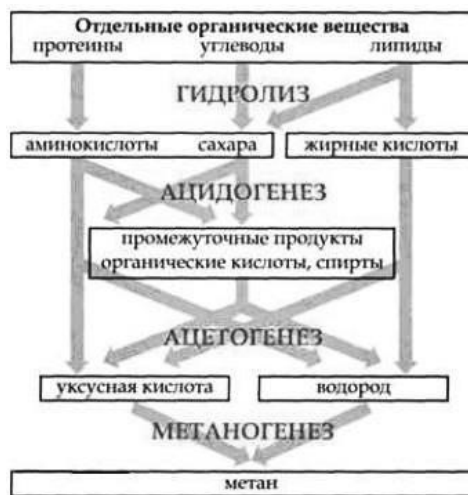 Отдельные органические вещества
протеины углеводы липиды
ГИДРОЛИЗ
аминокислоты сахара жирные кислоты
АЦИДОГЕНЕЗ
промежуточные продукты
органические кислоты, спирты
АЦЕТОГЕНЕЗ
уксусная кислота водород
МЕТАНОГЕНЕЗ
метан